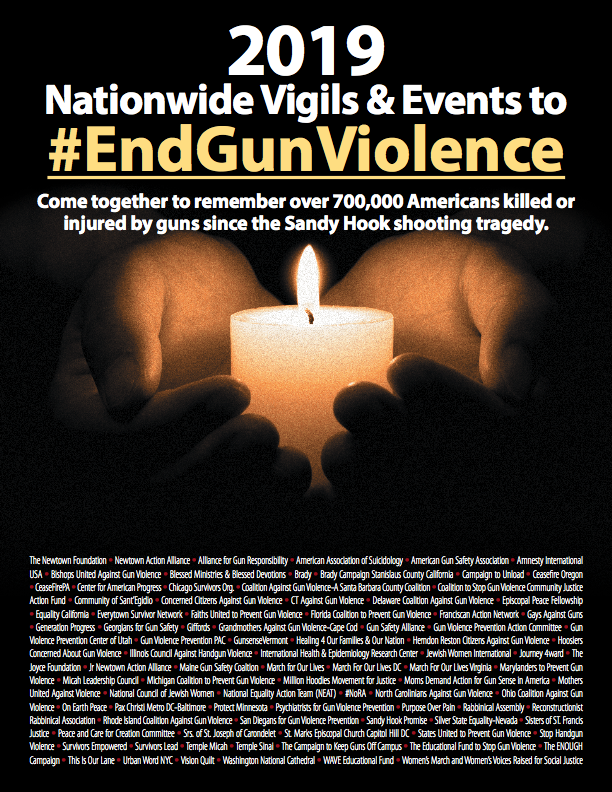 2019
Nationwide Vigils & Events to
#EndGunViolence
Come together to remember over 700,000 Americans killed or
injured by guns since the Sandy Hook shooting tragedy.
The Newtown Foundation • Newtown Action Alliance • Alliance for Gun Responsibility • American Association of Suicidology • American Gun Safety Association • Amnesty International
USA • Bishops United Against Gun Violence • Blessed Ministries & Blessed Devotions • Brady • Brady Campaign Stanislaus County California • Campaign to Unload • Ceasefire Oregon
• CeaseFirePA • Center for American Progress • Chicago Survivors Org. • Coalition Against Gun Violence–A Santa Barbara County Coalition • Coalition to Stop Gun Violence Community Justice
Action Fund • Community of Sant'Egidio • Concerned Citizens Against Gun Violence • CT Against Gun Violence • Delaware Coalition Against Gun Violence • Episcopal Peace Fellowship
• Equality California • Everytown Survivor Network • Faiths United to Prevent Gun Violence • Florida Coalition to Prevent Gun Violence • Franciscan Action Network • Gays Against Guns
• Generation Progress • Georgians for Gun Safety • Giffords • Grandmothers Against Gun Violence–Cape Cod • Gun Safety Alliance • Gun Violence Prevention Action Committee • Gun
Violence Prevention Center of Utah • Gun Violence Prevention PAC • GunsenseVermont • Healing 4 Our Families & Our Nation • Herndon Reston Citizens Against Gun Violence • Hoosiers
Concerned About Gun Violence • Illinois Council Against Handgun Violence • International Health & Epidemiology Research Center • Jewish Women International • Journey 4ward • The
Joyce Foundation • Jr Newtown Action Alliance • Maine Gun Safety Coalition • March for Our Lives • March For Our Lives DC • March For Our Lives Virginia • Marylanders to Prevent Gun
Violence • Micah Leadership Council • Michigan Coalition to Prevent Gun Violence • Million Hoodies Movement for Justice • Moms Demand Action for Gun Sense in America • Mothers
United Against Violence • National Council of Jewish Women • National Equality Action Team (NEAT) • #NoRA • North Carolinians Against Gun Violence • Ohio Coalition Against Gun
Violence • On Earth Peace • Pax Christi Metro DC-Baltimore • Protect Minnesota • Psychiatrists for Gun Violence Prevention • Purpose Over Pain • Rabbinical Assembly • Reconstructionist
Rabbinical Association • Rhode Island Coalition Against Gun Violence • San Diegans for Gun Violence Prevention • Sandy Hook Promise • Silver State Equality-Nevada • Sisters of ST. Francis
Justice • Peace and Care for Creation Committee • Srs. of St. Joseph of Carondelet • St. Marks Episcopal Church Capitol Hill DC • States United to Prevent Gun Violence • Stop Handgun
Violence • Survivors Empowered • Survivors Lead • Temple Micah • Temple Sinai • The Campaign to Keep Guns Off Campus • The Educational Fund to Stop Gun Violence • The ENOUGH
Campaign • This Is Our Lane • Urban Word NYC • Vision Quilt • Washington National Cathedral • WAVE Educational Fund • Women's March and Women's Voices Raised for Social Justice